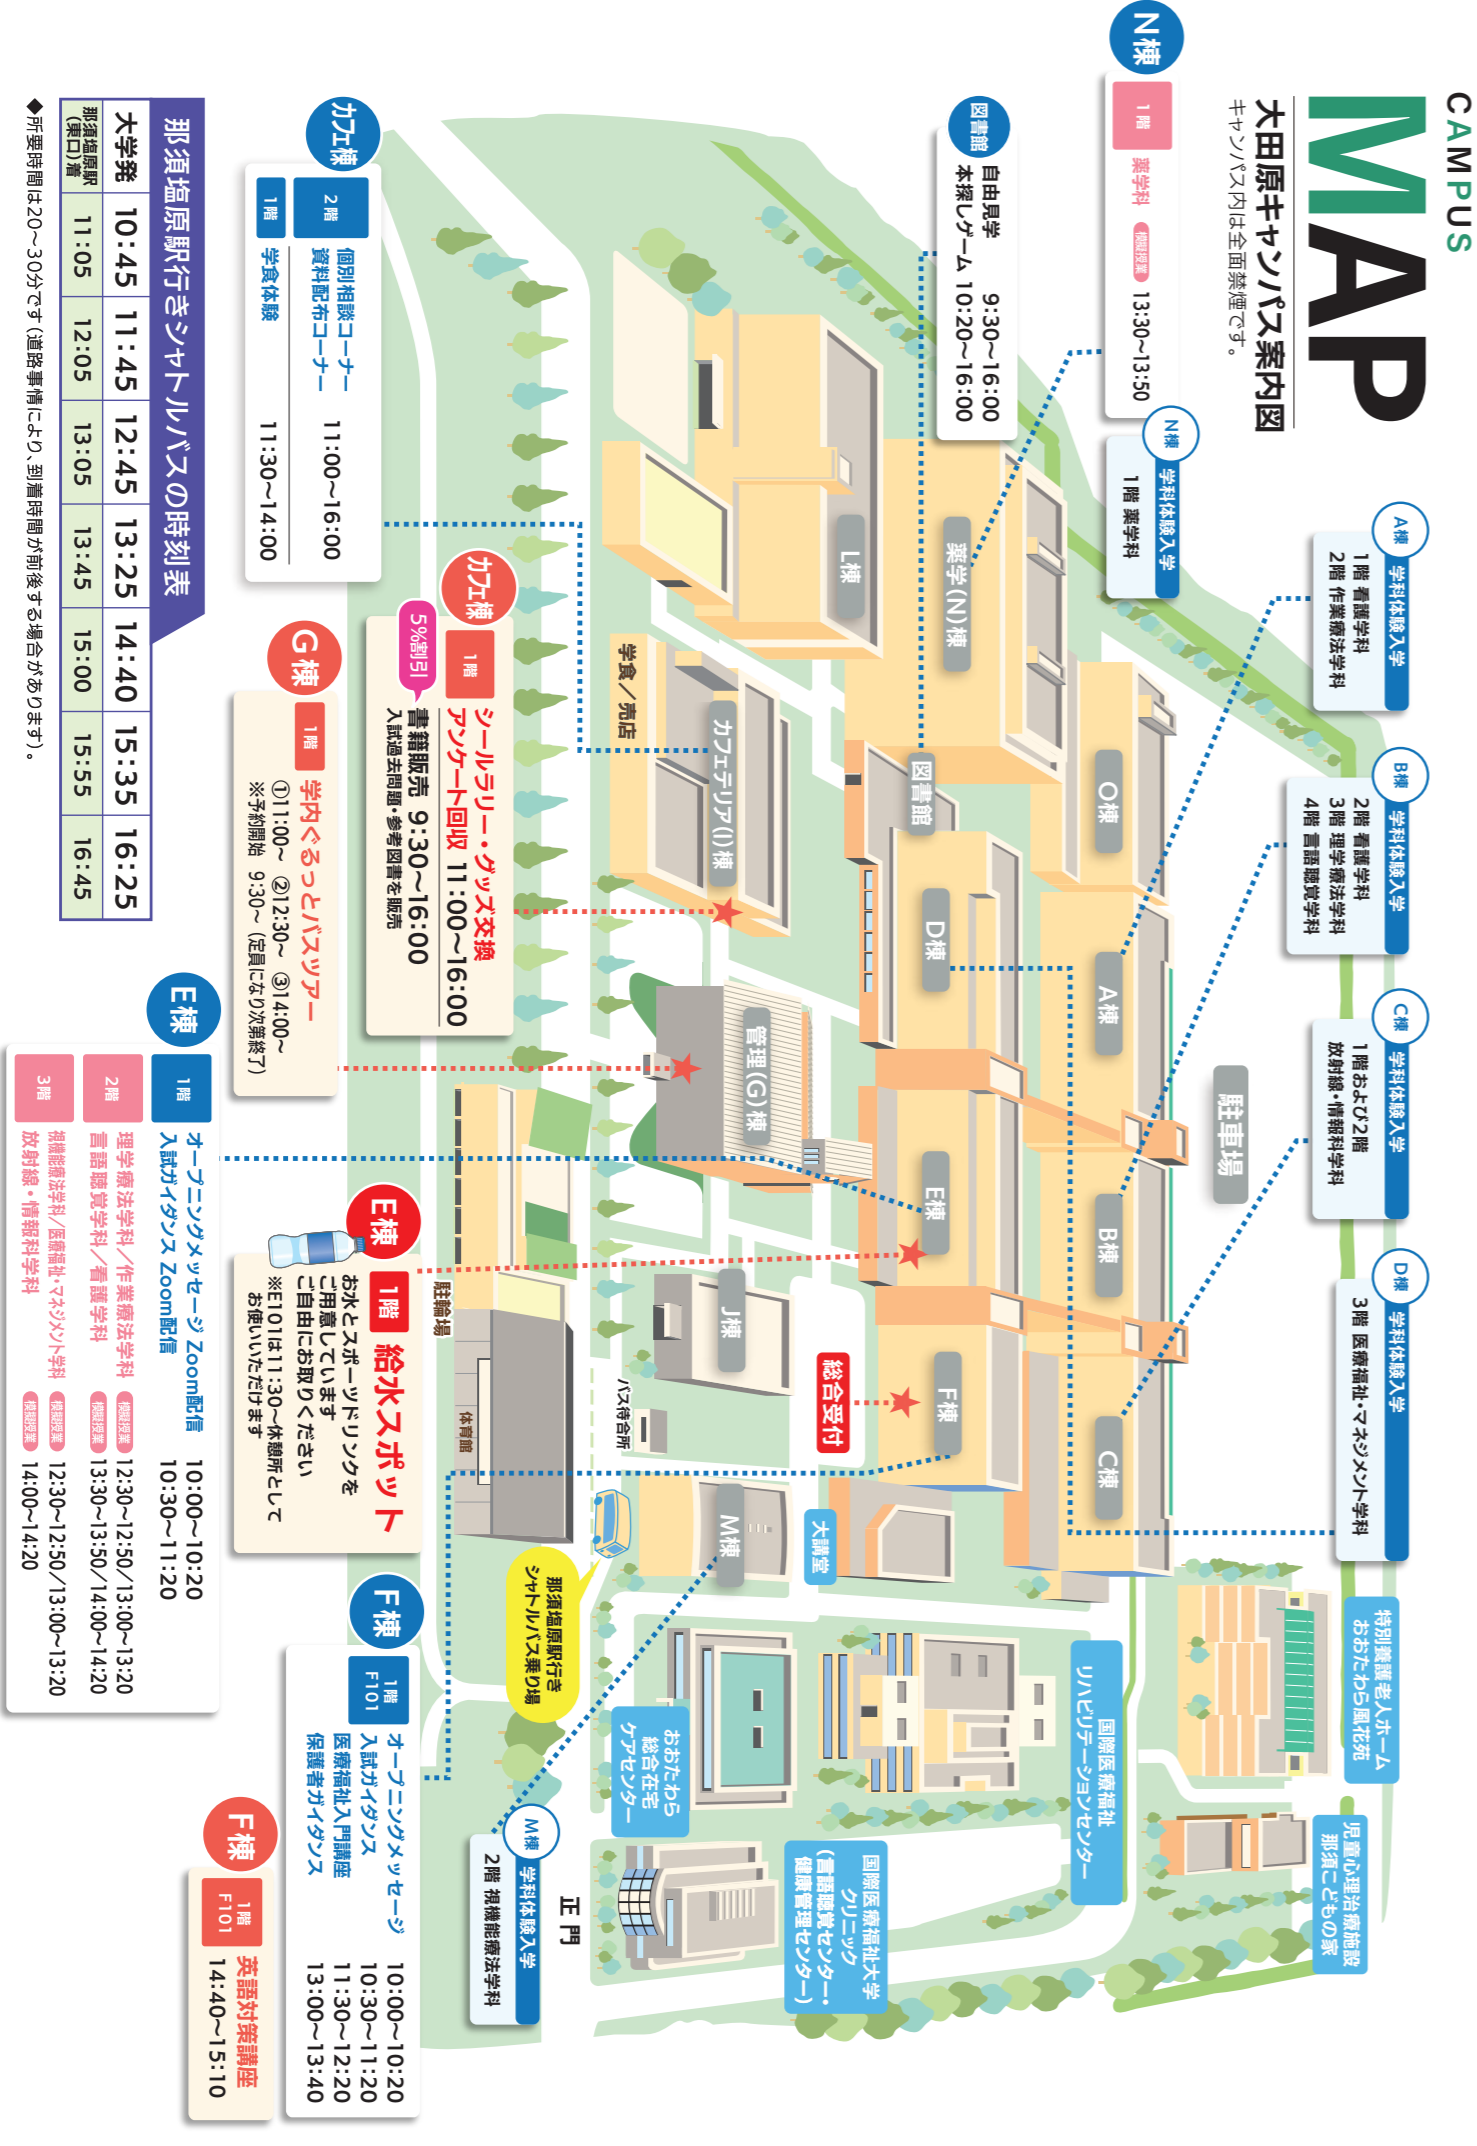 CAMPUS
MAP
大田原キャンパス案内図
キャンパス内は全面禁煙です。
A棟
学科体験入学
1階 看護学科
2階 作業療法学科
B棟
学科体験入学
2階 看護学科
3階 理学療法学科
4階 言語聴覚学科
C棟
学科体験入学
1階および2階
放射線・情報科学科
D棟
学科体験入学
3階 医療福祉・マネジメント学科
N棟
1階
薬学科
模擬授業
13:30〜13:50
N棟
学科体験入学
1階 薬学科
図書館
自由見学 9:30〜16:00
本探しゲーム 10:20〜16:00
駐車場
特別養護老人ホーム
おおたわら風花苑
児童心理治療施設
那須こどもの家
O棟
A棟
B棟
C棟
国際医療福祉
リハビリテーションセンター
薬学(N)棟
図書館
D棟
E棟
F棟
L棟
総合受付
大講堂
国際医療福祉大学
クリニック
(言語聴覚センター・
健康管理センター)
カフェテリア(I)棟
管理(G)棟
J棟
M棟
学食/売店
バス待合所
おおたわら
総合在宅
ケアセンター
正門
那須塩原駅行き
シャトルバス乗り場
M棟
学科体験入学
2階 視機能療法学科
駐輪場
体育館
カフェ棟
2階
個別相談コーナー
資料配布コーナー
11:00〜16:00
1階
学食体験
11:30〜14:00
カフェ棟
1階
シールラリー・グッズ交換
アンケート回収 11:00〜16:00
5%割引
書籍販売 9:30〜16:00
入試過去問題・参考図書を販売
G棟
1階
学内ぐるっとバスツアー
①11:00〜 ②12:30〜 ③14:00〜
※予約開始 9:30〜(定員になり次第終了)
E棟
1階
給水スポット
お水とスポーツドリンクを
ご用意しています
ご自由にお取りください
※E101は11:30〜休憩所として
お使いいただけます
F棟
1階
F101
オープニングメッセージ 10:00〜10:20
入試ガイダンス 10:30〜11:20
医療福祉入門講座 11:30〜12:20
保護者ガイダンス 13:00〜13:40
F棟
1階
F101
英語対策講座
14:40〜15:10
E棟
1階
オープニングメッセージ Zoom配信 10:00〜10:20
入試ガイダンス Zoom配信 10:30〜11:20
2階
理学療法学科/作業療法学科 模擬授業 12:30〜12:50/13:00〜13:20
言語聴覚学科/看護学科 模擬授業 13:30〜13:50/14:00〜14:20
3階
視機能療法学科/医療福祉・マネジメント学科 模擬授業 12:30〜12:50/13:00〜13:20
放射線・情報科学科 模擬授業 14:00〜14:20
那須塩原駅行きシャトルバスの時刻表
大学発 10:45 11:45 12:45 13:25 14:40 15:35 16:25
那須塩原駅
(東口)着 11:05 12:05 13:05 13:45 15:00 15:55 16:45
◆所要時間は20〜30分です(道路事情により、到着時間が前後する場合があります)。